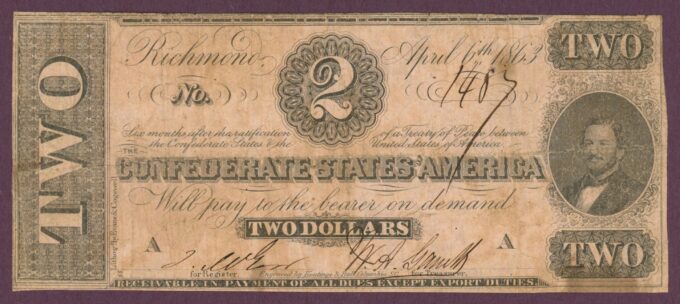 TWO
Richmond, April 6th 1863
TWO
2
No. 1487
Six months after the ratification of a Treaty of Peace between
the Confederate States & the United States of America
THE
CONFEDERATE STATES AMERICA
Will pay to the bearer on demand
TWO DOLLARS
TWO
A
A
for Register.
for Treasurer.
RECEIVABLE IN PAYMENT OF ALL DUES EXCEPT EXPORT DUTIES.